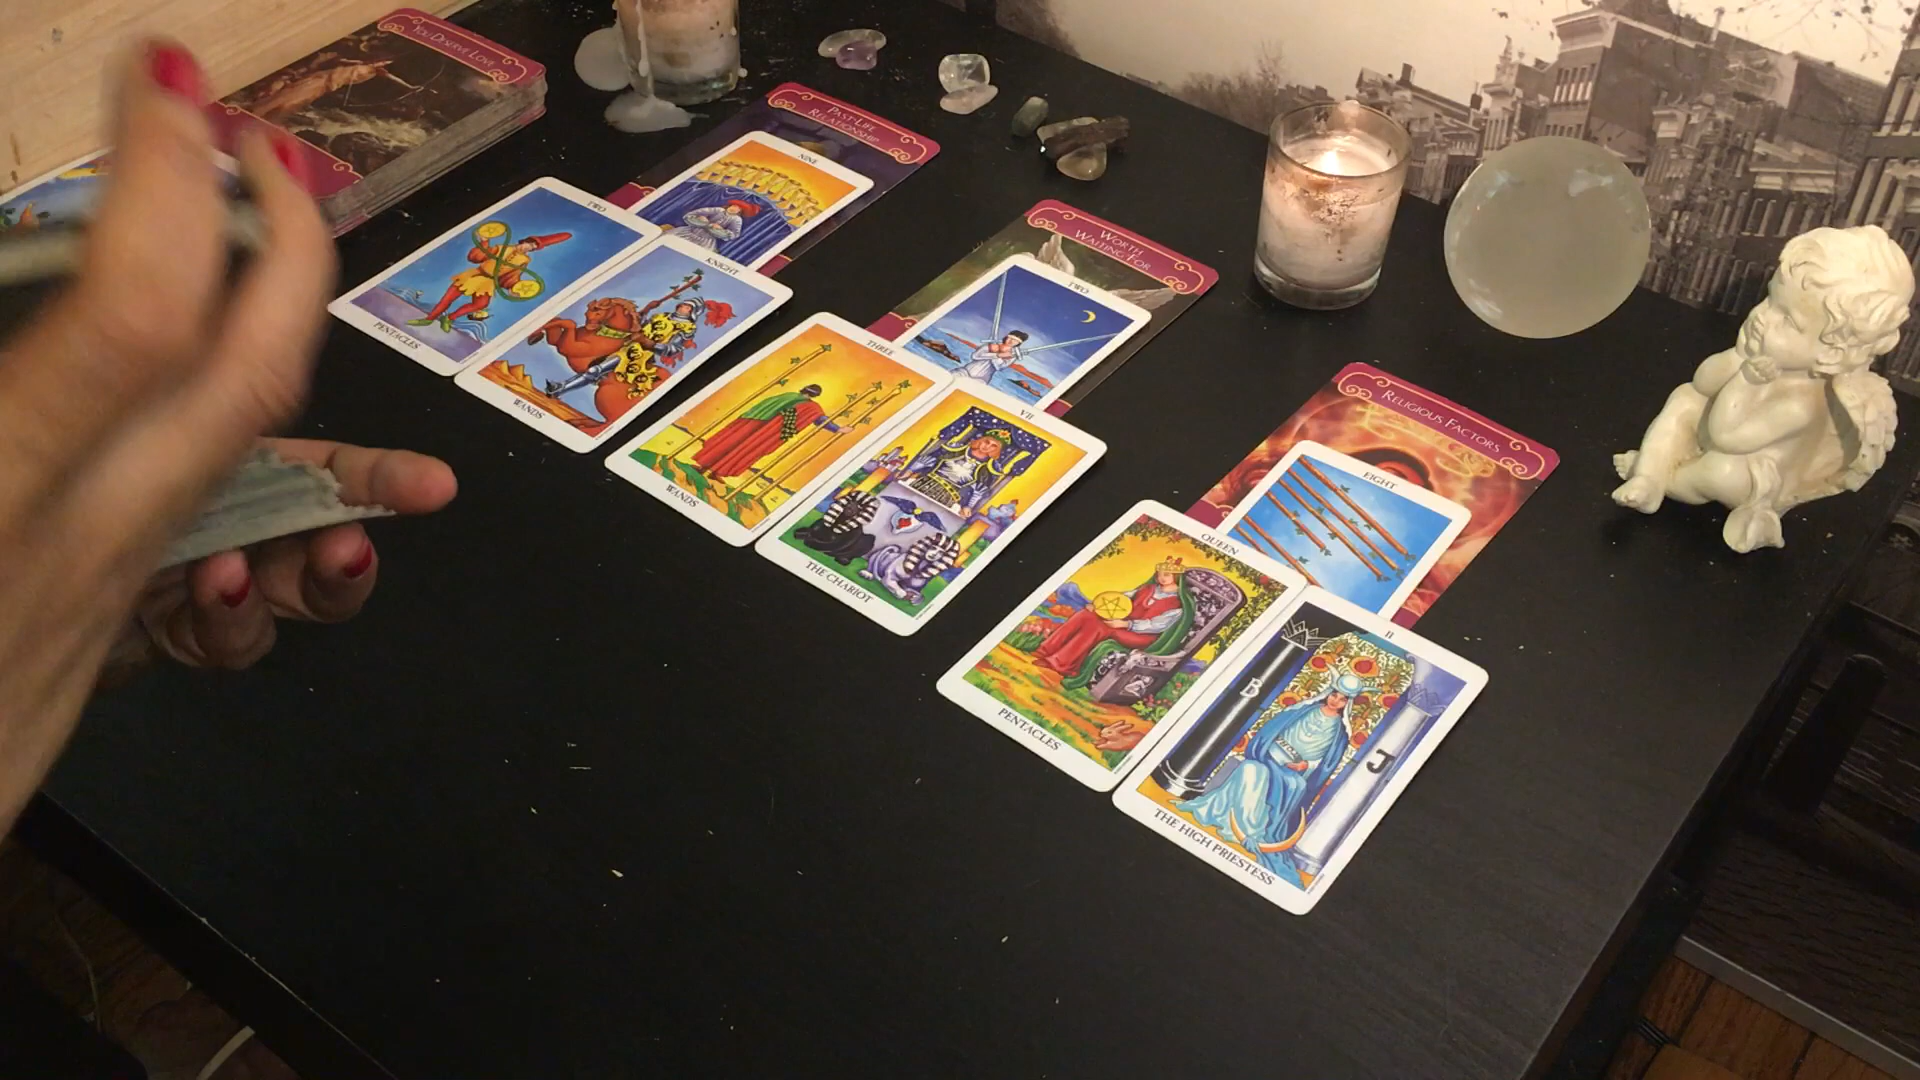 YOU DESERVE LOVE
PAST-LIFE
RELATIONSHIP
NINE
TWO
PENTACLES
KNIGHT
WANDS
WORTH
WAITING FOR
TWO
THREE
WANDS
VII
THE CHARIOT
RELIGIOUS FACTORS
EIGHT
QUEEN
PENTACLES
II
B
J
THE HIGH PRIESTESS